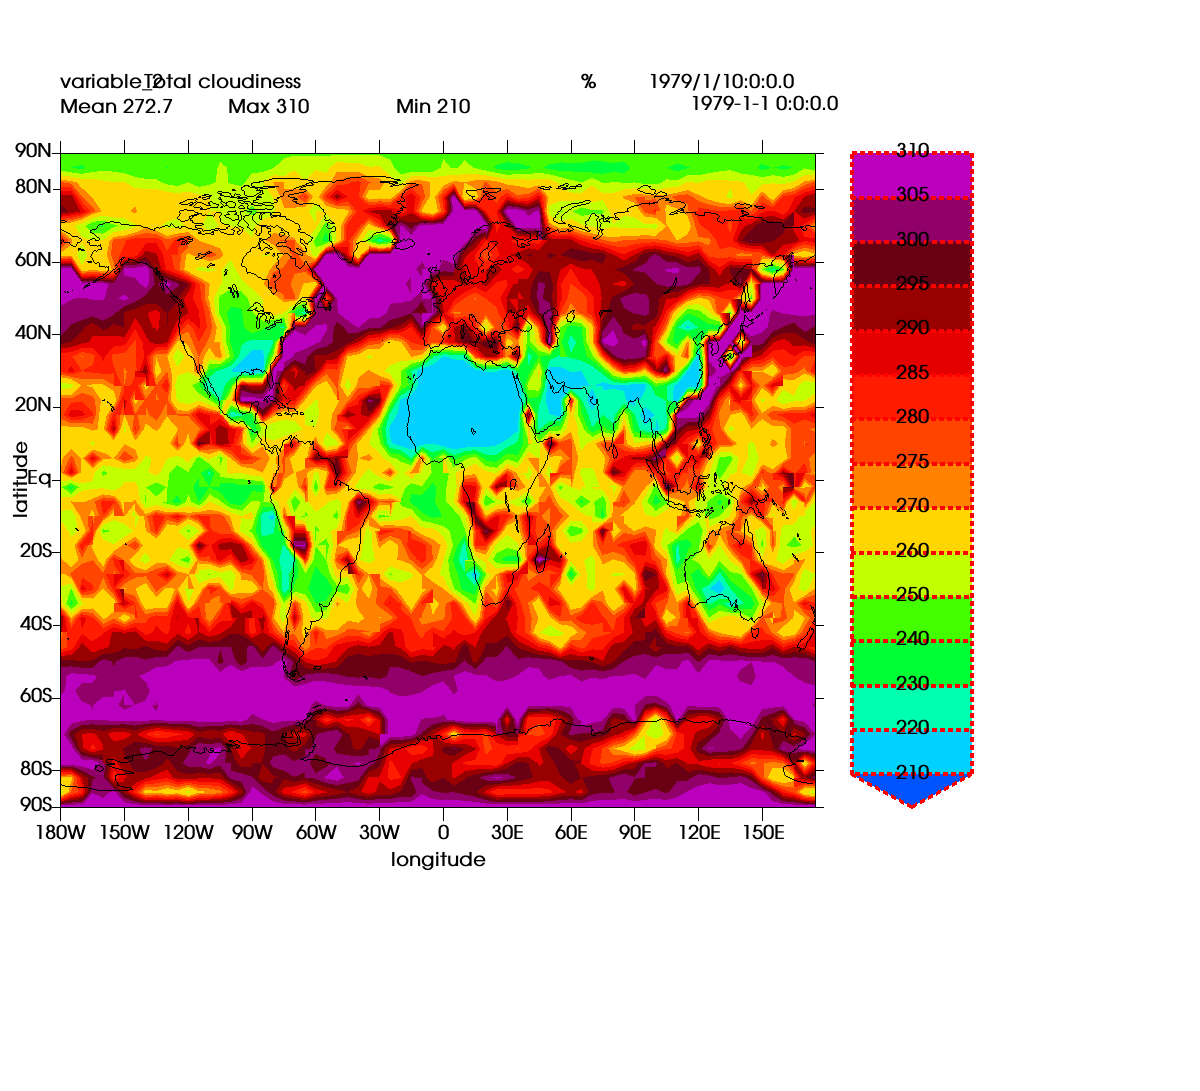 variable_2 Total cloudiness % 1979/1/10:0:0.0
Mean 272.7 Max 310 Min 210 1979-1-1 0:0:0.0
90N
80N
60N
40N
20N
Eq
20S
40S
60S
80S
90S
latitude
180W 150W 120W 90W 60W 30W 0 30E 60E 90E 120E 150E
longitude
310
305
300
295
290
285
280
275
270
260
250
240
230
220
210